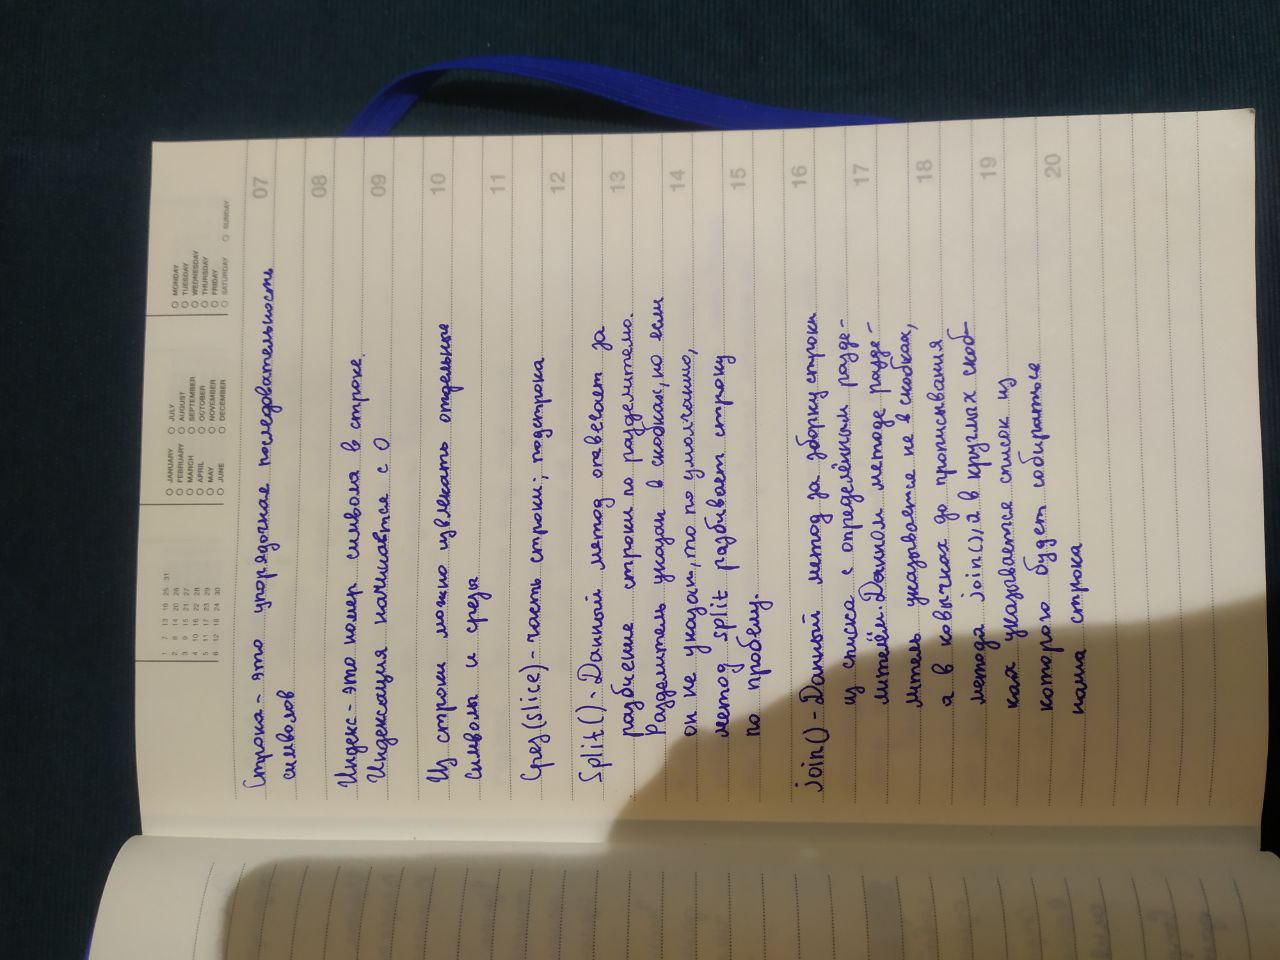 1 7 13 19 25 31
2 8 14 20 26
3 9 15 21 27
4 10 16 22 28
5 11 17 23 29
6 12 18 24 30
JANUARY JULY
FEBRUARY AUGUST
MARCH SEPTEMBER
APRIL OCTOBER
MAY NOVEMBER
JUNE DECEMBER
MONDAY
TUESDAY
WEDNESDAY
THURSDAY
FRIDAY
SATURDAY SUNDAY
07
08
09
10
11
12
13
14
15
16
17
18
19
20
Строка - это упорядочная последовательность
символов
Индекс - это номер символа в строке.
Индексация начинается с 0
Из строки можно извлекать отдельные
символы и срезы
Срез (slice) - часть строки; подстрока
Split() - Данный метод отвечает за
разбиение строки по разделителю.
Разделитель указан в скобках, но если
он не указан, то по умолчанию,
метод split разбивает строку
по пробелу.
join() - Данный метод за сборку строки
из списка с определённым разде-
лителем. В данном методе разде-
литель указывается не в скобках,
а в ковычках до прописывания
метода join(), а в круглых скоб-
ках указывается список из
которого будет собираться
наша строка